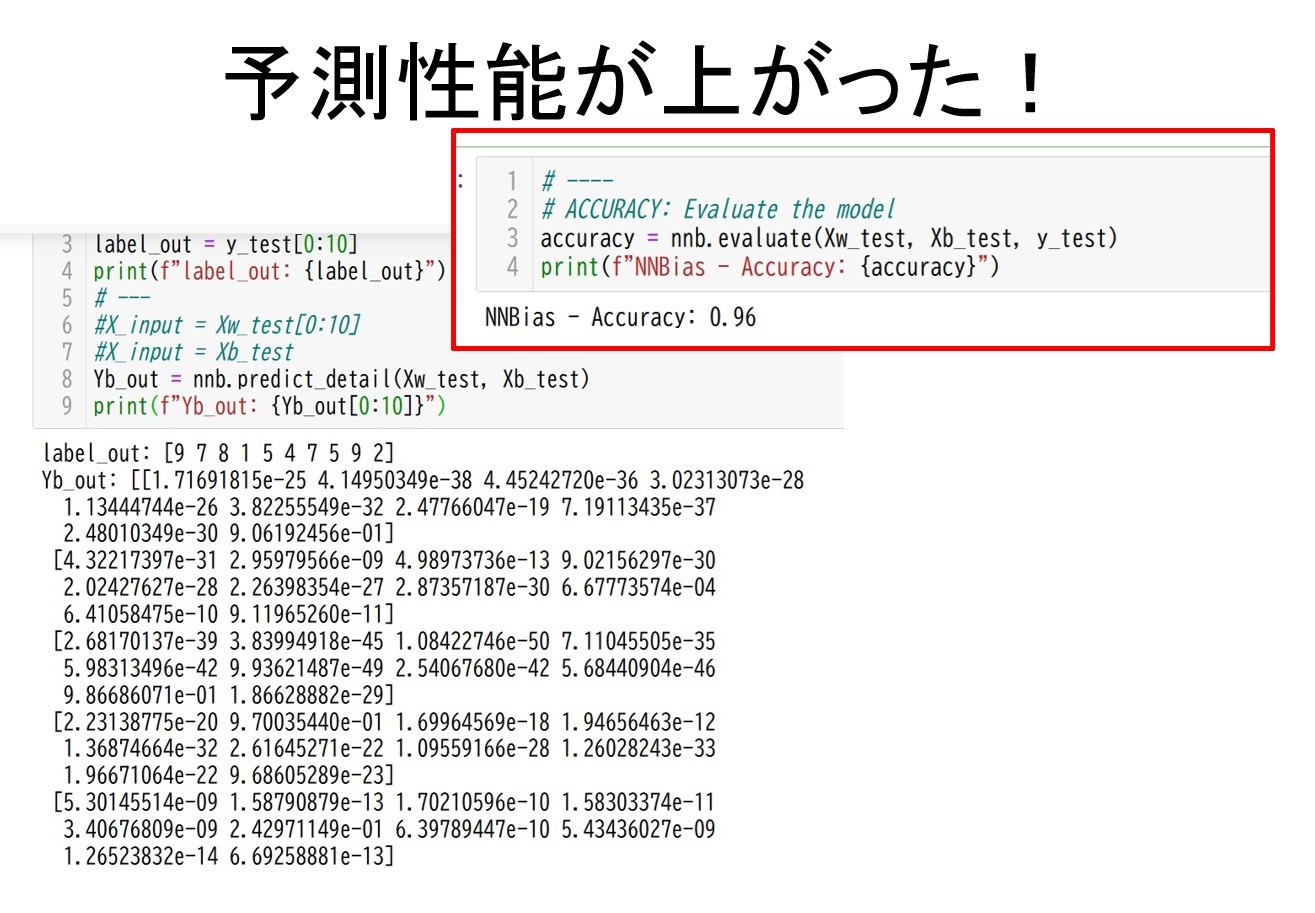 予測性能が上がった！
:
1 # ----
2 # ACCURACY: Evaluate the model
3 accuracy = nnb.evaluate(Xw_test, Xb_test, y_test)
4 print(f"NNBias - Accuracy: {accuracy}")
NNBias - Accuracy: 0.96
3 label_out = y_test[0:10]
4 print(f"label_out: {label_out}")
5 # ---
6 #X_input = Xw_test[0:10]
7 #X_input = Xb_test
8 Yb_out = nnb.predict_detail(Xw_test, Xb_test)
9 print(f"Yb_out: {Yb_out[0:10]}")
label_out: [9 7 8 1 5 4 7 5 9 2]
Yb_out: [[1.71691815e-25 4.14950349e-38 4.45242720e-36 3.02313073e-28
1.13444744e-26 3.82255549e-32 2.47766047e-19 7.19113435e-37
2.48010349e-30 9.06192456e-01]
[4.32217397e-31 2.95979566e-09 4.98973736e-13 9.02156297e-30
2.02427627e-28 2.26398354e-27 2.87357187e-30 6.67773574e-04
6.41058475e-10 9.11965260e-11]
[2.68170137e-39 3.83994918e-45 1.08422746e-50 7.11045505e-35
5.98313496e-42 9.93621487e-49 2.54067680e-42 5.68440904e-46
9.86686071e-01 1.86628882e-29]
[2.23138775e-20 9.70035440e-01 1.69964569e-18 1.94656463e-12
1.36874664e-32 2.61645271e-22 1.09559166e-28 1.26028243e-33
1.96671064e-22 9.68605289e-23]
[5.30145514e-09 1.58790879e-13 1.70210596e-10 1.58303374e-11
3.40676809e-09 2.42971149e-01 6.39789447e-10 5.43436027e-09
1.26523832e-14 6.69258881e-13]